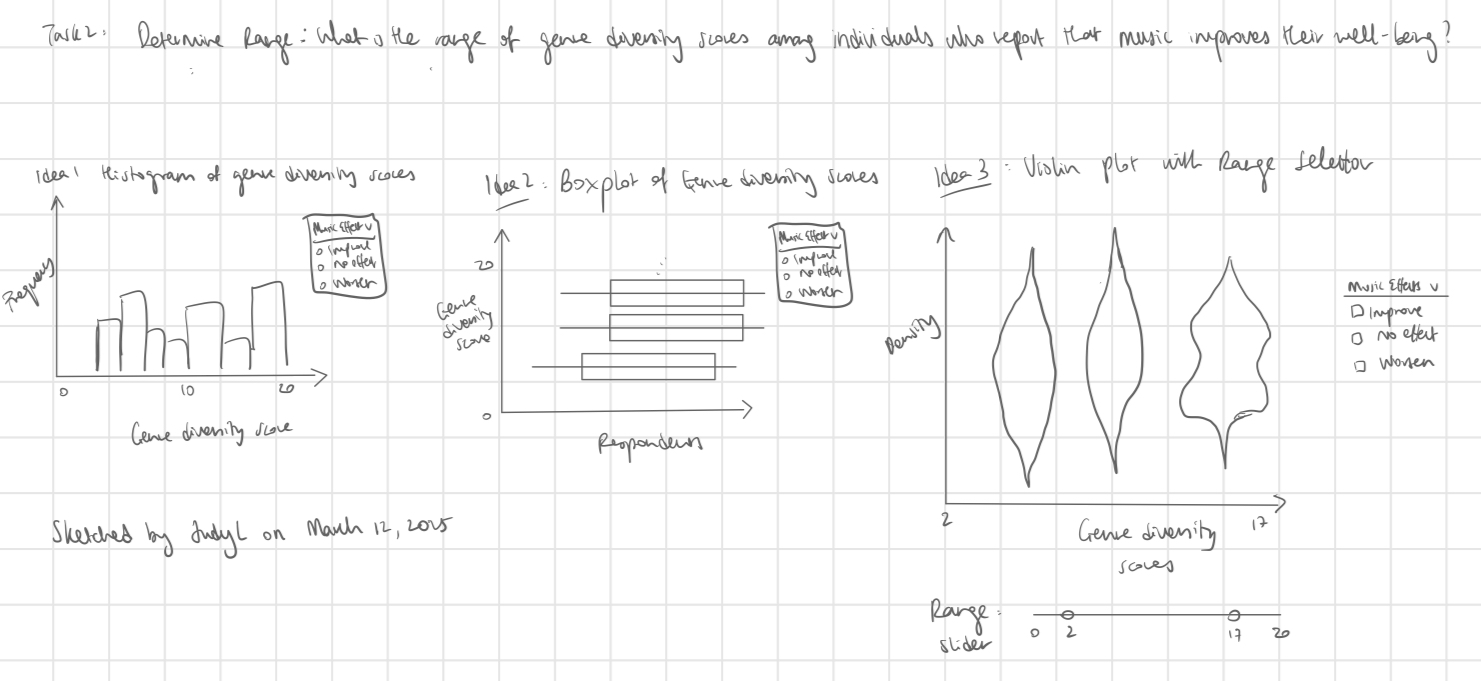 Task 2: Determine Range: What is the range of genre diversity scores among individuals who report that music improves their well-being?
Idea 1 Histogram of genre diversity scores
Frequency
Music Effect v
Improve
no effect
Worsen
0 10 20
Genre diversity score
Idea 2: Boxplot of Genre diversity scores
20
Genre
diversity
score
0
Music Effect v
Improve
no effect
Worsen
Respondents
Idea 3: Violin plot with Range Selector
Density
Music Effects v
Improve
No effect
Worsen
2 17
Genre diversity
scores
Range
slider:
0 2 17 20
Sketched by JudyL on March 12, 2025